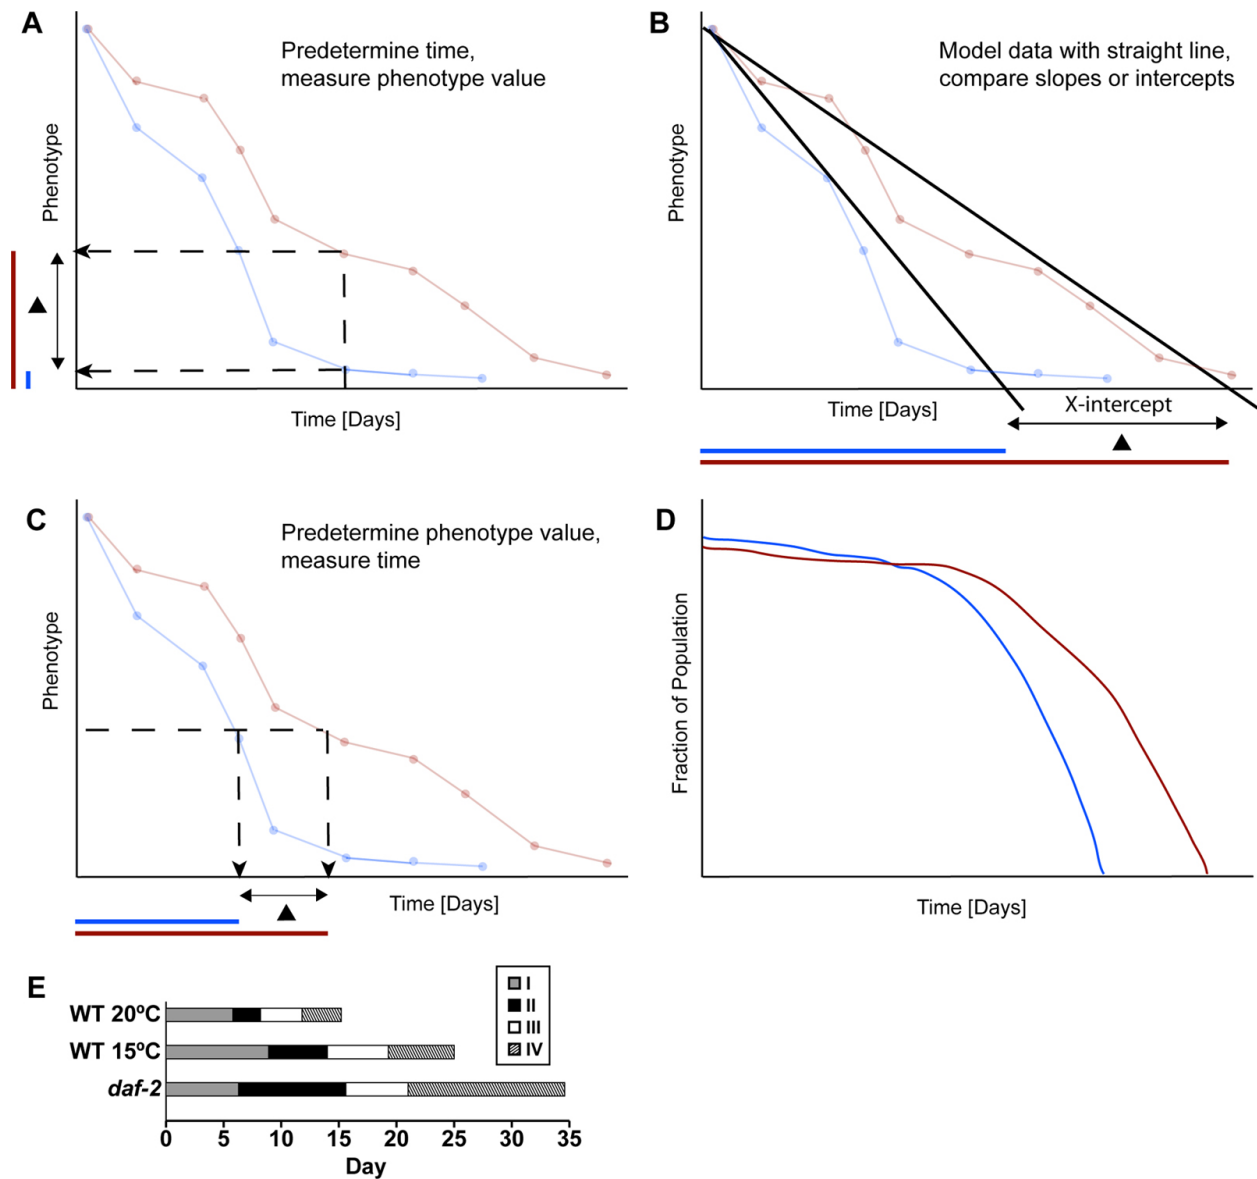 A
Predetermine time,
measure phenotype value
Phenotype
Time [Days]
B
Model data with straight line,
compare slopes or intercepts
Phenotype
Time [Days]
X-intercept
C
Predetermine phenotype value,
measure time
Phenotype
Time [Days]
D
Fraction of Population
Time [Days]
E
I
II
III
IV
WT 20ºC
WT 15ºC
daf-2
0 5 10 15 20 25 30 35
Day